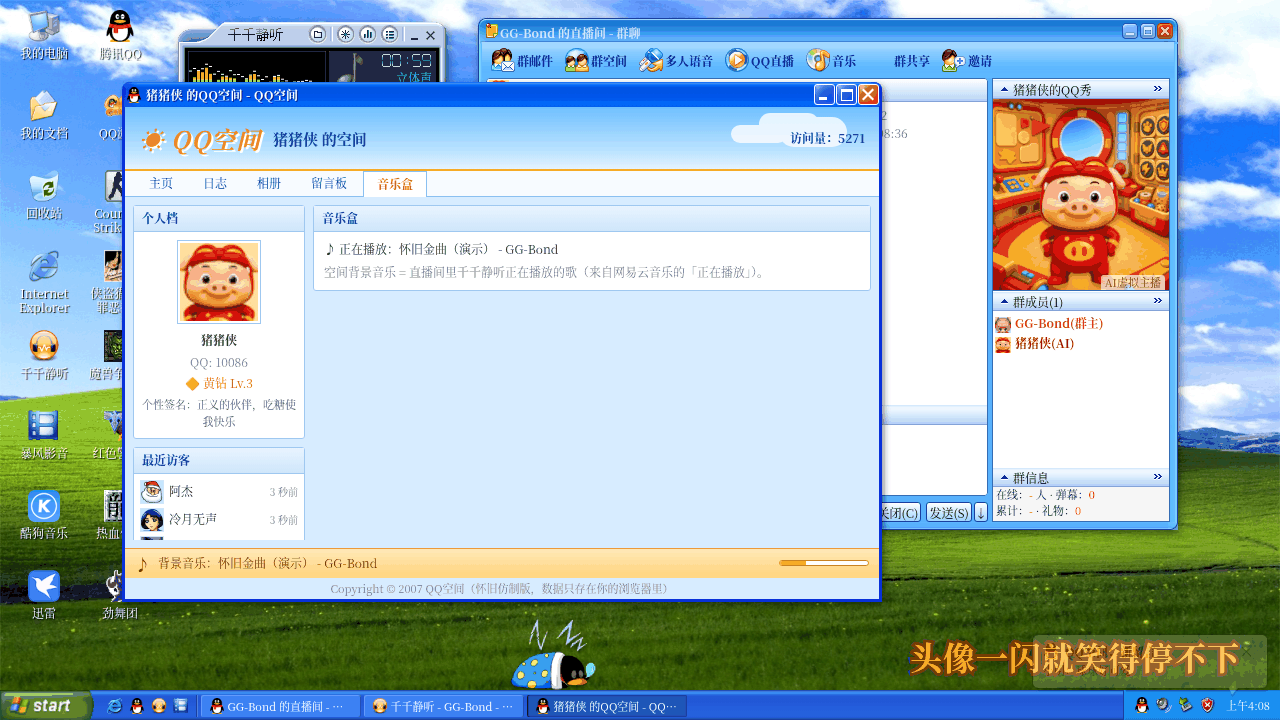 我的电脑
腾讯QQ
我的文档
回收站
Internet
Explorer
千千静听
暴风影音
酷狗音乐
迅雷
劲舞团
千千静听
00:59
立体声
GG-Bond 的直播间 - 群聊
群邮件
群空间
多人语音
QQ直播
音乐
群共享
邀请
猪猪侠的QQ秀
AI虚拟主播
群成员(1)
GG-Bond(群主)
猪猪侠(AI)
群信息
在线: - 人 · 弹幕: 0
累计: - · 礼物: 0
发送(S)
猪猪侠 的QQ空间 - QQ空间
QQ空间
猪猪侠 的空间
访问量: 5271
主页
日志
相册
留言板
音乐盒
个人档
猪猪侠
QQ: 10086
黄钻 Lv.3
个性签名: 正义的伙伴, 吃糖使
我快乐
最近访客
阿杰
3 秒前
冷月无声
3 秒前
音乐盒
♪ 正在播放: 怀旧金曲（演示） - GG-Bond
空间背景音乐 = 直播间里千千静听正在播放的歌（来自网易云音乐的「正在播放」）。
♪ 背景音乐: 怀旧金曲（演示） - GG-Bond
Copyright © 2007 QQ空间（怀旧仿制版，数据只存在你的浏览器里）
头像一闪就笑得停不下
start
GG-Bond 的直播间 - ···
千千静听 - GG-Bond - ···
猪猪侠 的QQ空间 - QQ···
上午4:08